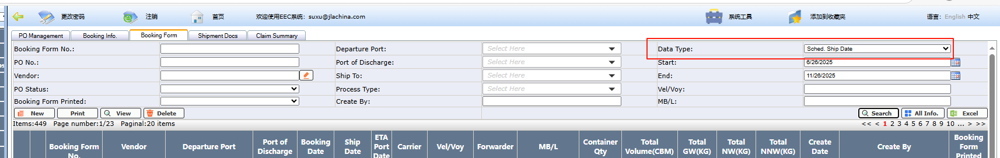 更改密码 注销 首页 欢迎使用EEC系统: suxu@jlachina.com 系统工具 添加到收藏夹 语言: English 中文
PO Management Booking Info. Booking Form Shipment Docs Claim Summary
Booking Form No.: Departure Port: Select Here Data Type: Sched. Ship Date
PO No.: Port of Discharge: Select Here Start: 6/26/2025
Vendor: Ship To: Select Here End: 11/26/2025
PO Status: Process Type: Select Here Vel/Voy:
Booking Form Printed: Create By: MB/L:
New Print View Delete Search All Info. Excel
Items:449 Page number:1/23 Paginal:20 items << < 1 2 3 4 5 6 7 8 9 10 ... > >>
Booking Form No. Vendor Departure Port Port of Discharge Booking Date Ship Date ETA Port Date Carrier Vel/Voy Forwarder MB/L Container Qty Total Volume(CBM) Total GW(KG) Total NW(KG) Total NNW(KG) Create Date Create By Booking Form Printed